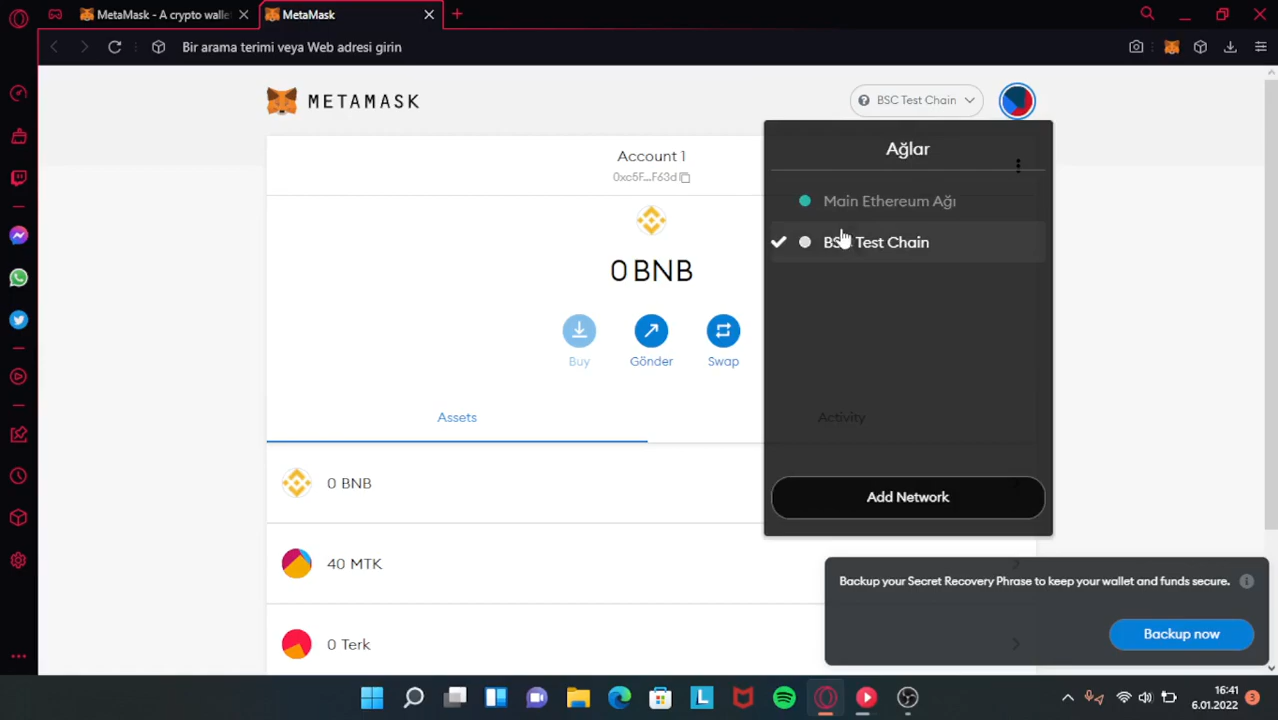 MetaMask - A crypto wallet
MetaMask
Bir arama terimi veya Web adresi girin
METAMASK
BSC Test Chain
Ağlar
Account 1
0xc5F...F63d
Main Ethereum Ağı
BSC Test Chain
0 BNB
Buy
Gönder
Swap
Assets
Activity
0 BNB
Add Network
40 MTK
Backup your Secret Recovery Phrase to keep your wallet and funds secure.
Backup now
0 Terk
L
16:41
6.01.2022
3